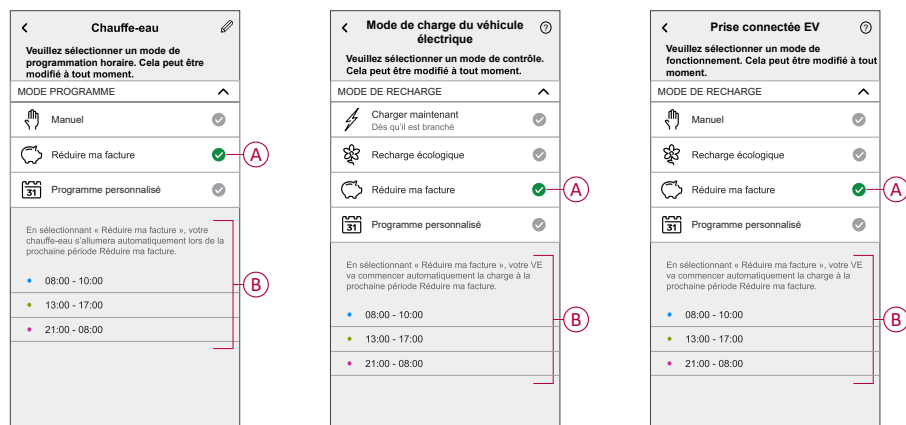 Chauffe-eau
Veuillez sélectionner un mode de
programmation horaire. Cela peut être
modifié à tout moment.
MODE PROGRAMME
Manuel
Réduire ma facture
A
31
Programme personnalisé
En sélectionnant « Réduire ma facture », votre
chauffe-eau s'allumera automatiquement lors de la
prochaine période Réduire ma facture.
08:00 - 10:00
B
13:00 - 17:00
21:00 - 08:00
Mode de charge du véhicule
électrique
?
Veuillez sélectionner un mode de contrôle.
Cela peut être modifié à tout moment.
MODE DE RECHARGE
Charger maintenant
Dès qu'il est branché
Recharge écologique
Réduire ma facture
A
31
Programme personnalisé
En sélectionnant « Réduire ma facture », votre VE
va commencer automatiquement la charge à la
prochaine période Réduire ma facture.
08:00 - 10:00
B
13:00 - 17:00
21:00 - 08:00
Prise connectée EV
?
Veuillez sélectionner un mode de
fonctionnement. Cela peut être modifié à tout
moment.
MODE DE RECHARGE
Manuel
Recharge écologique
Réduire ma facture
A
31
Programme personnalisé
En sélectionnant « Réduire ma facture », votre VE
va commencer automatiquement la charge à la
prochaine période Réduire ma facture.
08:00 - 10:00
B
13:00 - 17:00
21:00 - 08:00